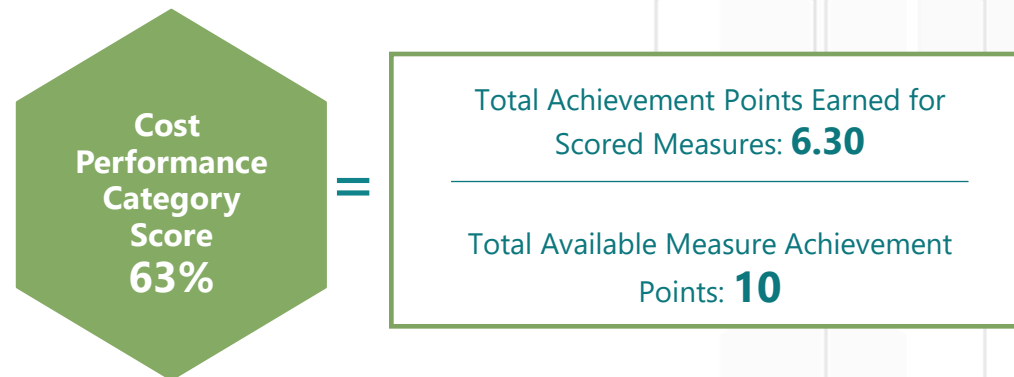 Cost
Performance
Category
Score
63%
=
Total Achievement Points Earned for
Scored Measures: 6.30
Total Available Measure Achievement
Points: 10